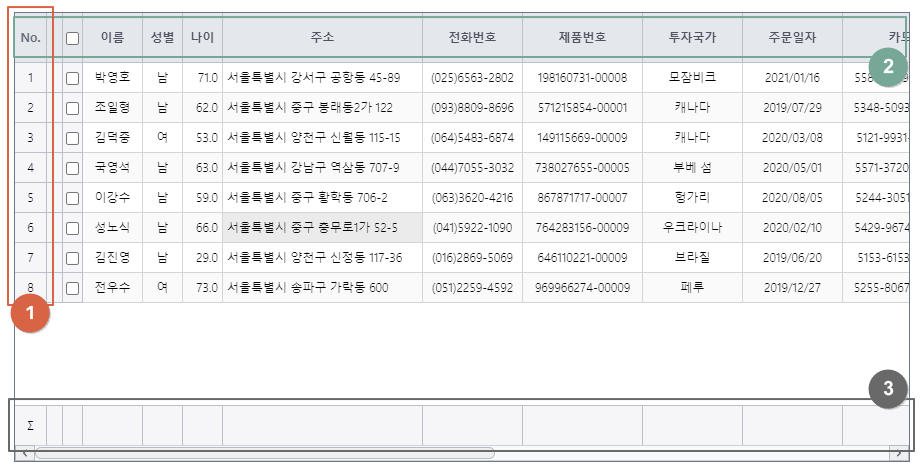 No. 이름 성별 나이 주소 전화번호 제품번호 투자국가 주문일자 카드
2
1 박영호 남 71.0 서울특별시 강서구 공항동 45-89 (025)6563-2802 198160731-00008 모잠비크 2021/01/16
2 조일형 남 62.0 서울특별시 중구 봉래동2가 122 (093)8809-8696 571215854-00001 캐나다 2019/07/29 5348-5093
3 김덕중 여 53.0 서울특별시 양천구 신월동 115-15 (064)5483-6874 149115669-00009 캐나다 2020/03/08 5121-9931-
4 국영석 남 63.0 서울특별시 강남구 역삼동 707-9 (044)7055-3032 738027655-00005 부베 섬 2020/05/01 5571-3720
5 이강수 남 59.0 서울특별시 중구 황학동 706-2 (063)3620-4216 867871717-00007 헝가리 2020/08/05 5244-3051
6 성노식 남 66.0 서울특별시 중구 충무로1가 52-5 (041)5922-1090 764283156-00009 우크라이나 2020/02/10 5429-9674
7 김진영 남 29.0 서울특별시 양천구 신정동 117-36 (016)2869-5069 646110221-00009 브라질 2019/06/20 5153-6153
8 전우수 여 73.0 서울특별시 송파구 가락동 600 (051)2259-4592 969966274-00009 페루 2019/12/27 5255-8067
1
3
Σ